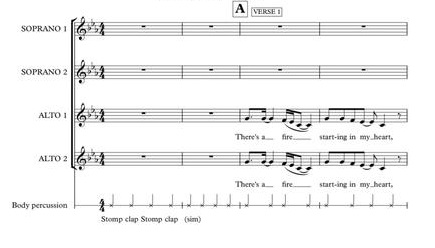 A VERSE 1
SOPRANO 1
SOPRANO 2
ALTO 1
There's a__ fire____ start-ing in my_heart,
ALTO 2
There's a__ fire____ start-ing in my_heart,
Body percussion
Stomp clap Stomp clap (sim)